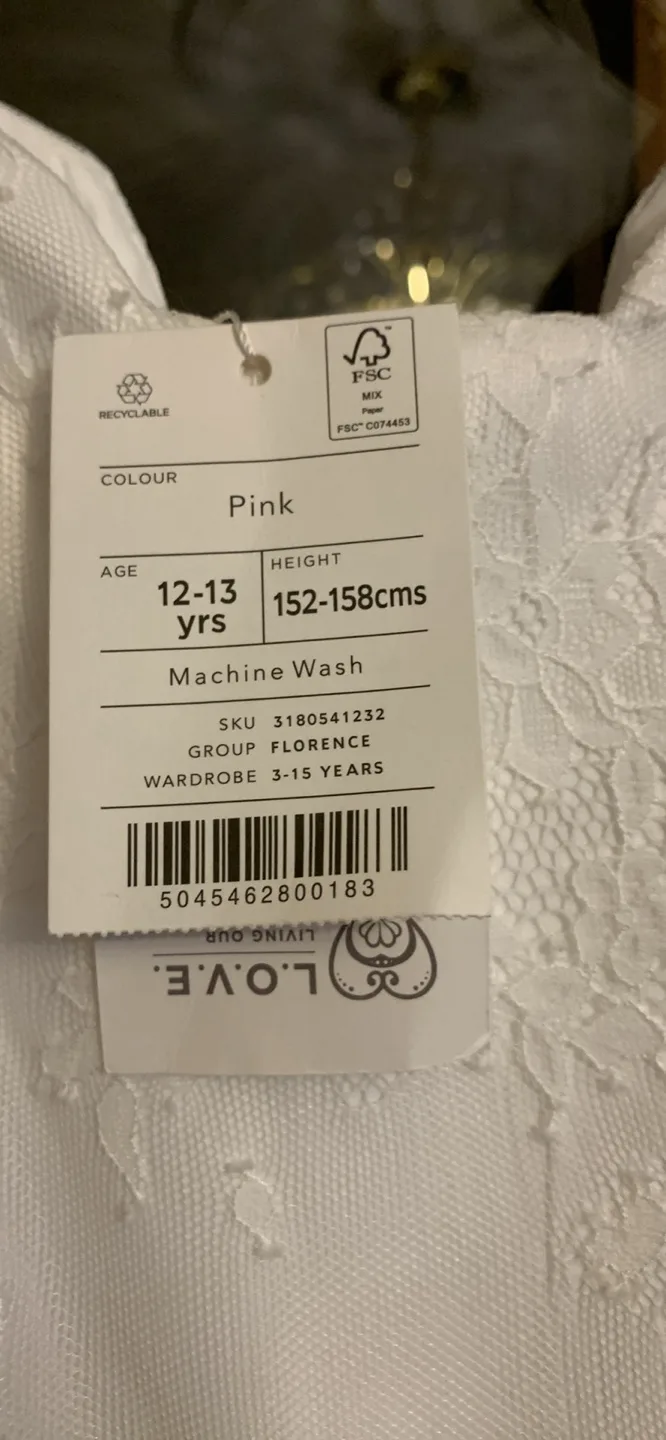 RECYCLABLE
FSC™
MIX
Paper
FSC™ C074453
COLOUR
Pink
AGE
12-13
yrs
HEIGHT
152-158cms
Machine Wash
SKU 3180541232
GROUP FLORENCE
WARDROBE 3-15 YEARS
5045462800183
LIVING OUR
L.O.V.E.